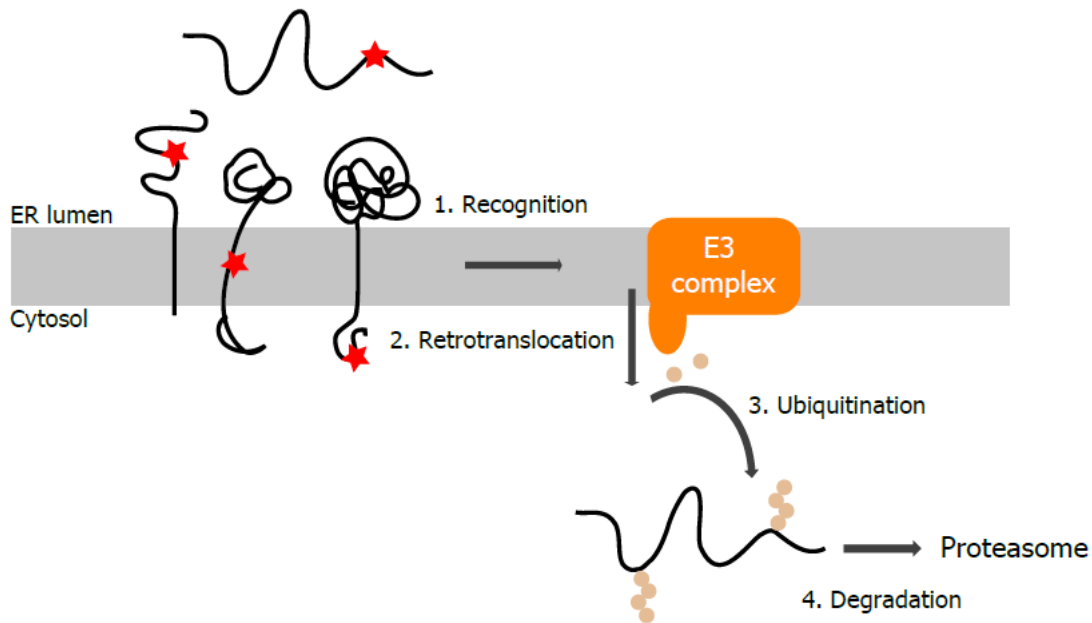 1. Recognition
ER lumen
E3
complex
Cytosol
2. Retrotranslocation
3. Ubiquitination
Proteasome
4. Degradation